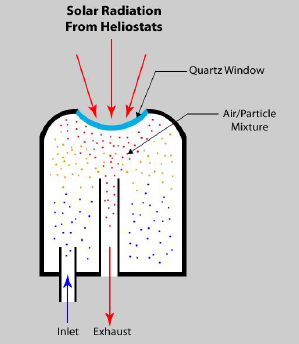 Solar Radiation
From Heliostats
Quartz Window
Air/Particle
Mixture
Inlet
Exhaust